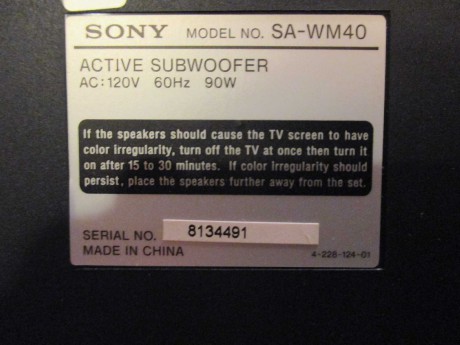 SONY MODEL NO. SA-WM40
ACTIVE SUBWOOFER
AC:120V 60Hz 90W
If the speakers should cause the TV screen to have
color irregularity, turn off the TV at once then turn it
on after 15 to 30 minutes. If color irregularity should
persist, place the speakers further away from the set.
SERIAL NO. 8134491
MADE IN CHINA 4-228-124-01